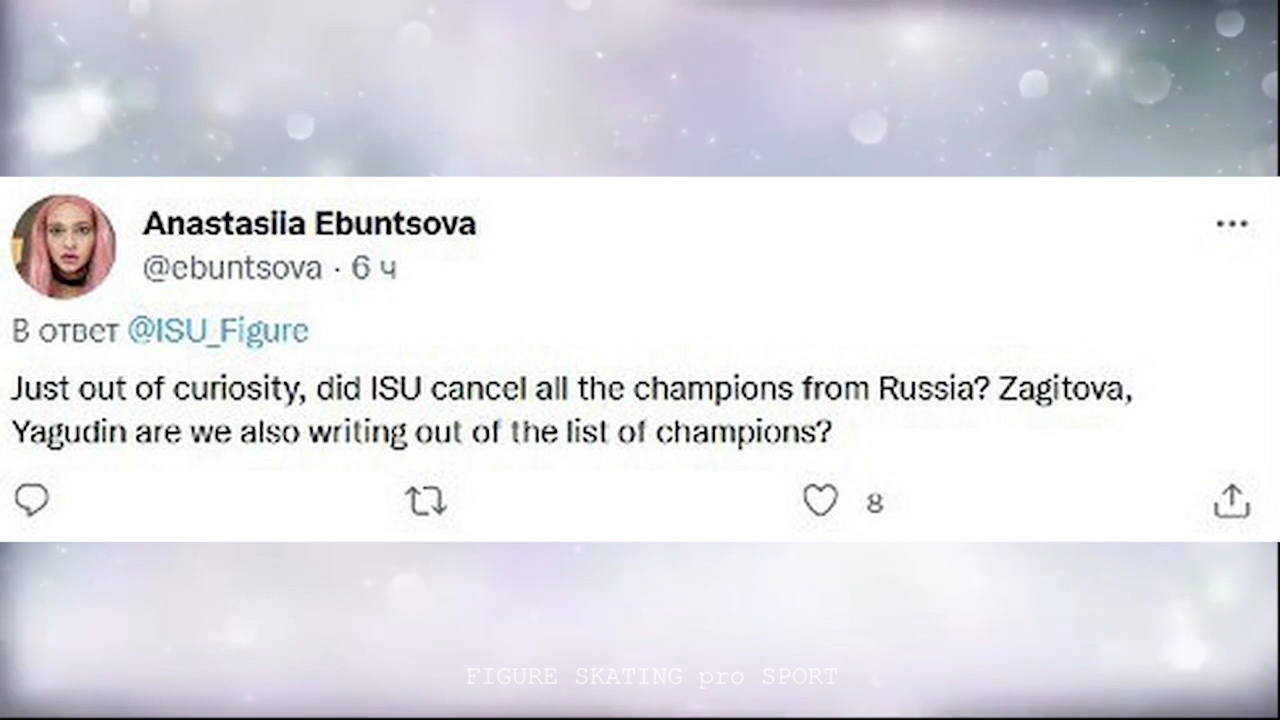 Anastasiia Ebuntsova
@ebuntsova · 6 ч
В ответ @ISU_Figure
Just out of curiosity, did ISU cancel all the champions from Russia? Zagitova,
Yagudin are we also writing out of the list of champions?
8
FIGURE SKATING pro SPORT